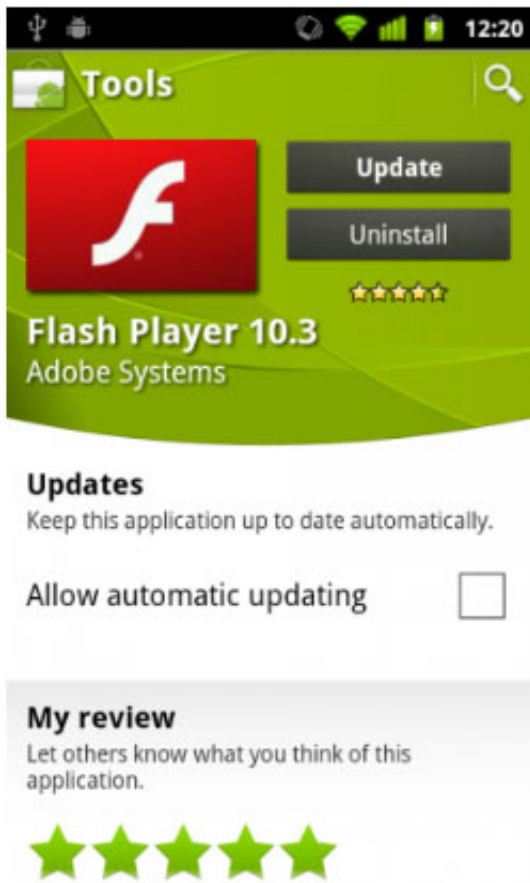 12:20
Tools
Update
Uninstall
Flash Player 10.3
Adobe Systems
Updates
Keep this application up to date automatically.
Allow automatic updating
My review
Let others know what you think of this
application.